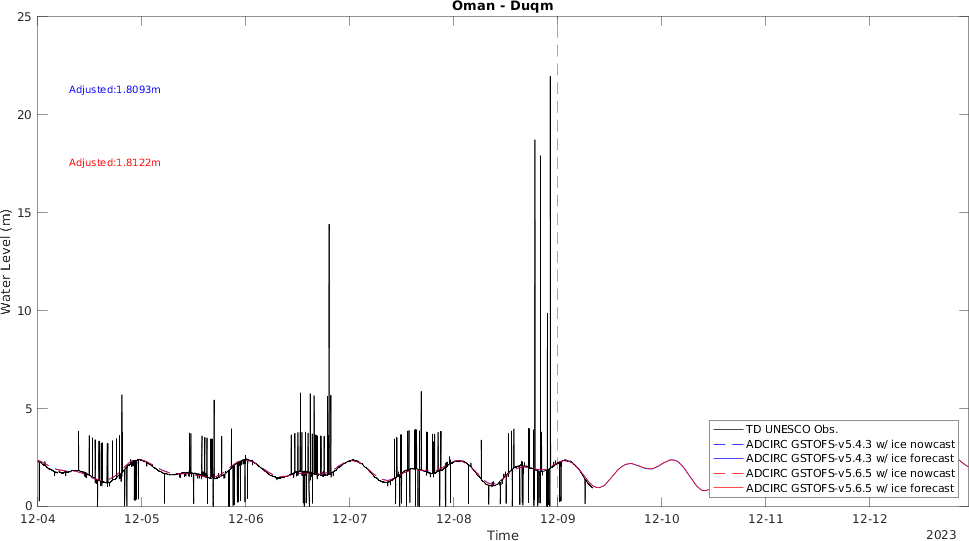 Oman - Duqm
25
20
15
10
5
0
Water Level (m)
Adjusted:1.8093m
Adjusted:1.8122m
TD UNESCO Obs.
ADCIRC GSTOFS-v5.4.3 w/ ice nowcast
ADCIRC GSTOFS-v5.4.3 w/ ice forecast
ADCIRC GSTOFS-v5.6.5 w/ ice nowcast
ADCIRC GSTOFS-v5.6.5 w/ ice forecast
12-04 12-05 12-06 12-07 12-08 12-09 12-10 12-11 12-12
Time
2023